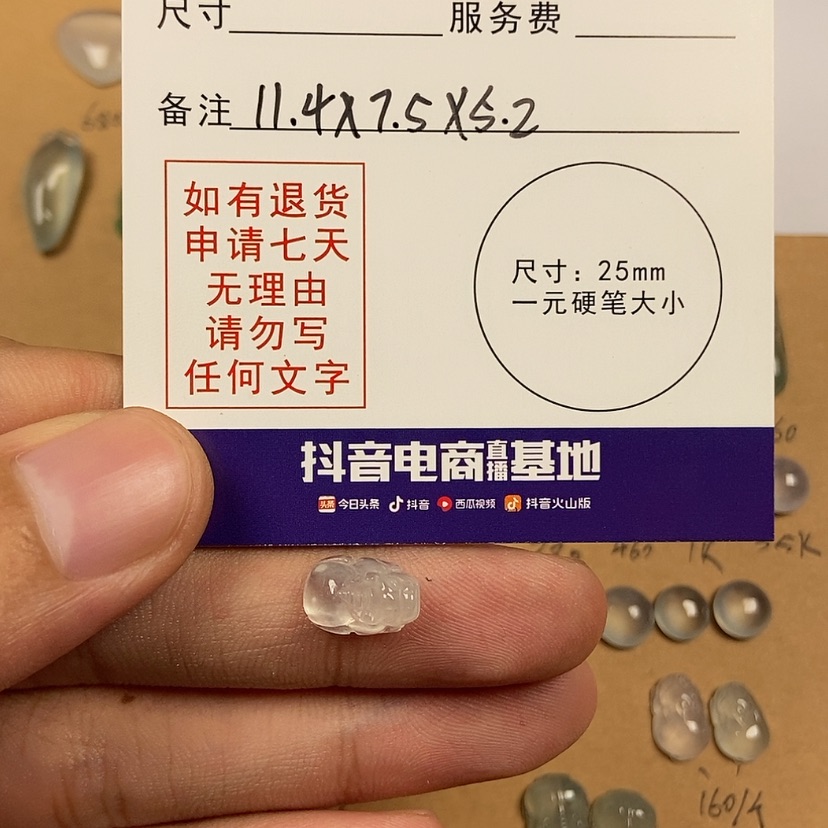 尺寸 服务费
备注 11.4X7.5X5.2
如有退货
申请七天
无理由
请勿写
任何文字
尺寸：25mm
一元硬笔大小
抖音电商直播基地
头条 今日头条 抖音 西瓜视频 抖音火山版
1K
160/个